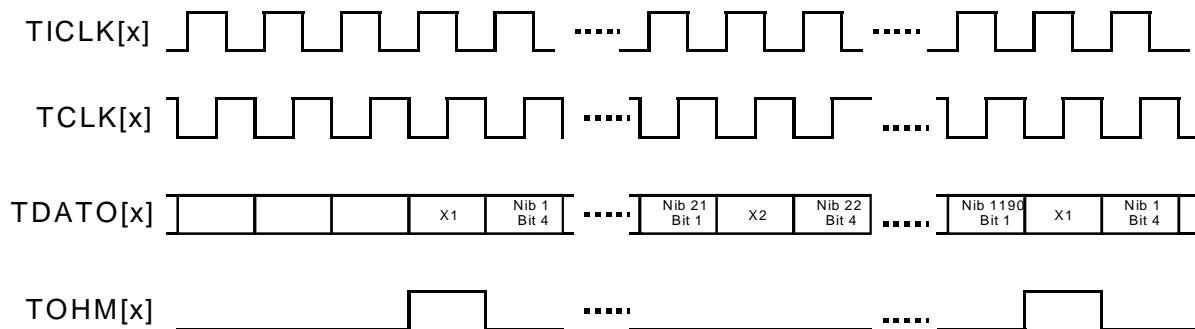 TICLK[x]
TCLK[x]
TDATO[x]
X1
Nib 1
Bit 4
Nib 21
Bit 1
X2
Nib 22
Bit 4
Nib 1190
Bit 1
X1
Nib 1
Bit 4
TOHM[x]